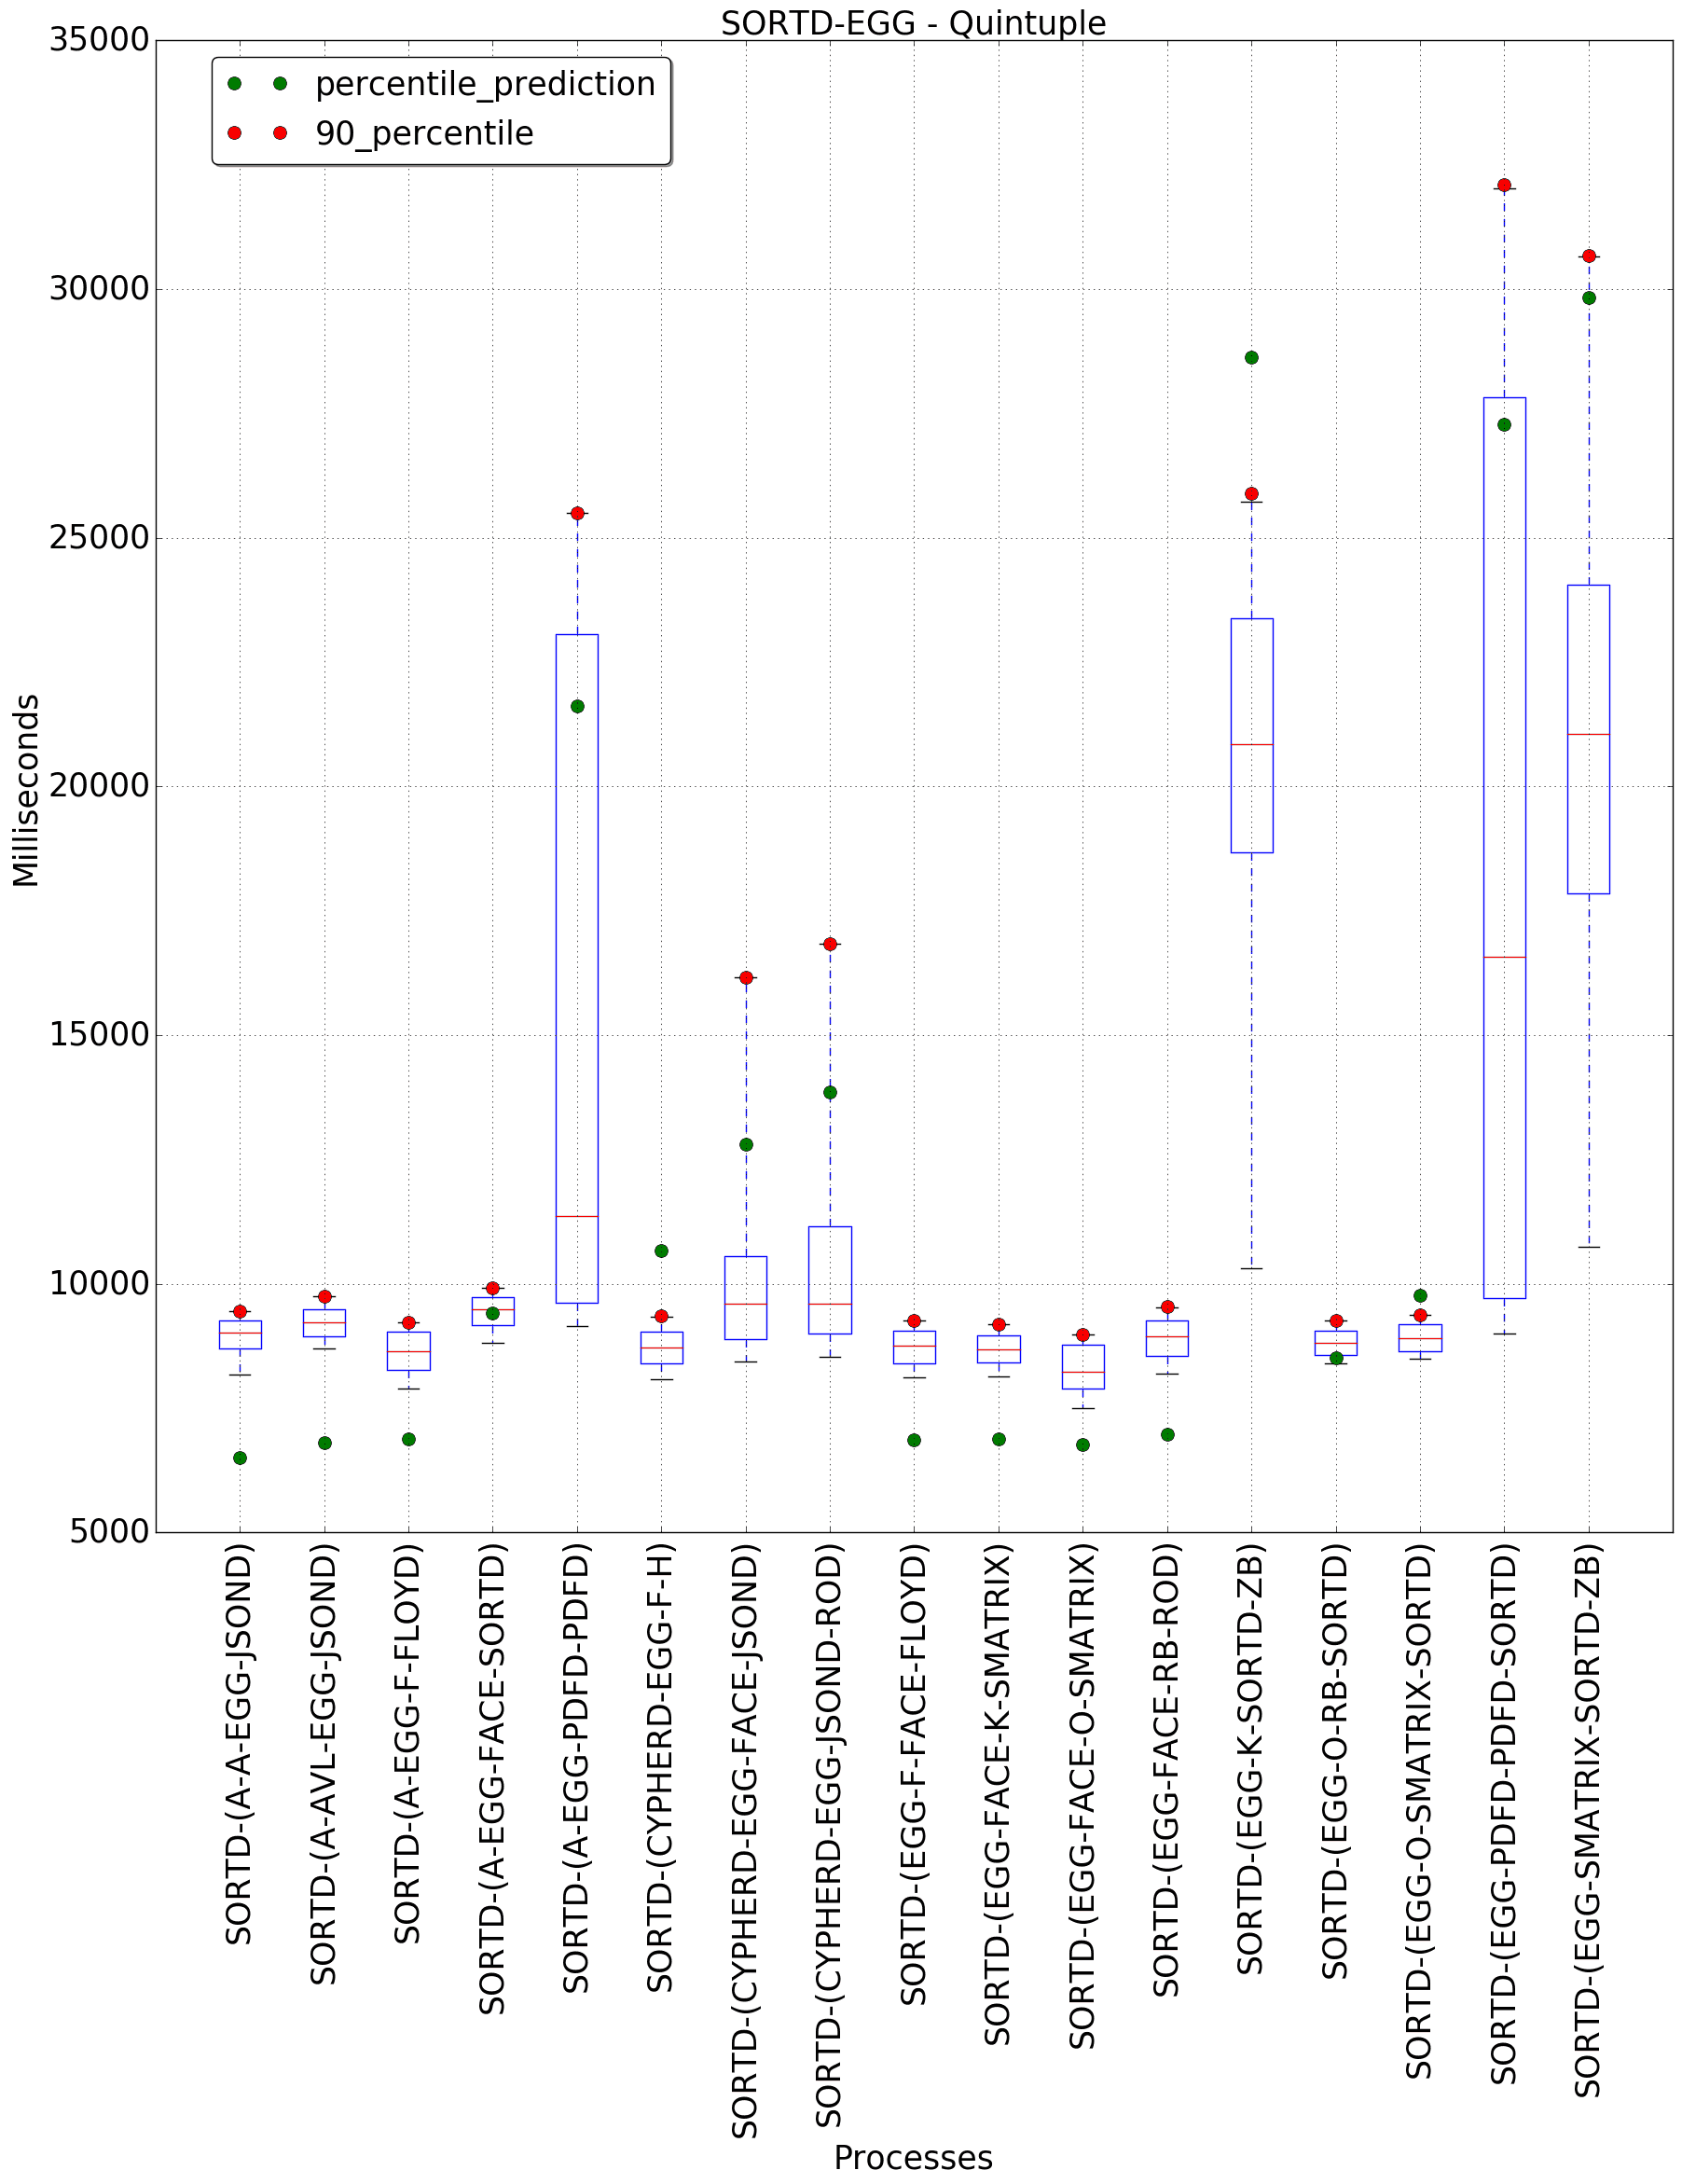 SORTD-EGG - Quintuple
percentile_prediction
90_percentile
35000
30000
25000
20000
15000
10000
5000
Milliseconds
SORTD-(A-A-EGG-JSOND)
SORTD-(A-AVL-EGG-JSOND)
SORTD-(A-EGG-F-FLOYD)
SORTD-(A-EGG-FACE-SORTD)
SORTD-(A-EGG-PDFD-PDFD)
SORTD-(CYPHERD-EGG-F-H)
SORTD-(CYPHERD-EGG-FACE-JSOND)
SORTD-(CYPHERD-EGG-JSOND-ROD)
SORTD-(EGG-F-FACE-FLOYD)
SORTD-(EGG-FACE-K-SMATRIX)
SORTD-(EGG-FACE-O-SMATRIX)
SORTD-(EGG-FACE-RB-ROD)
SORTD-(EGG-K-SORTD-ZB)
SORTD-(EGG-O-RB-SORTD)
SORTD-(EGG-O-SMATRIX-SORTD)
SORTD-(EGG-PDFD-PDFD-SORTD)
SORTD-(EGG-SMATRIX-SORTD-ZB)
Processes